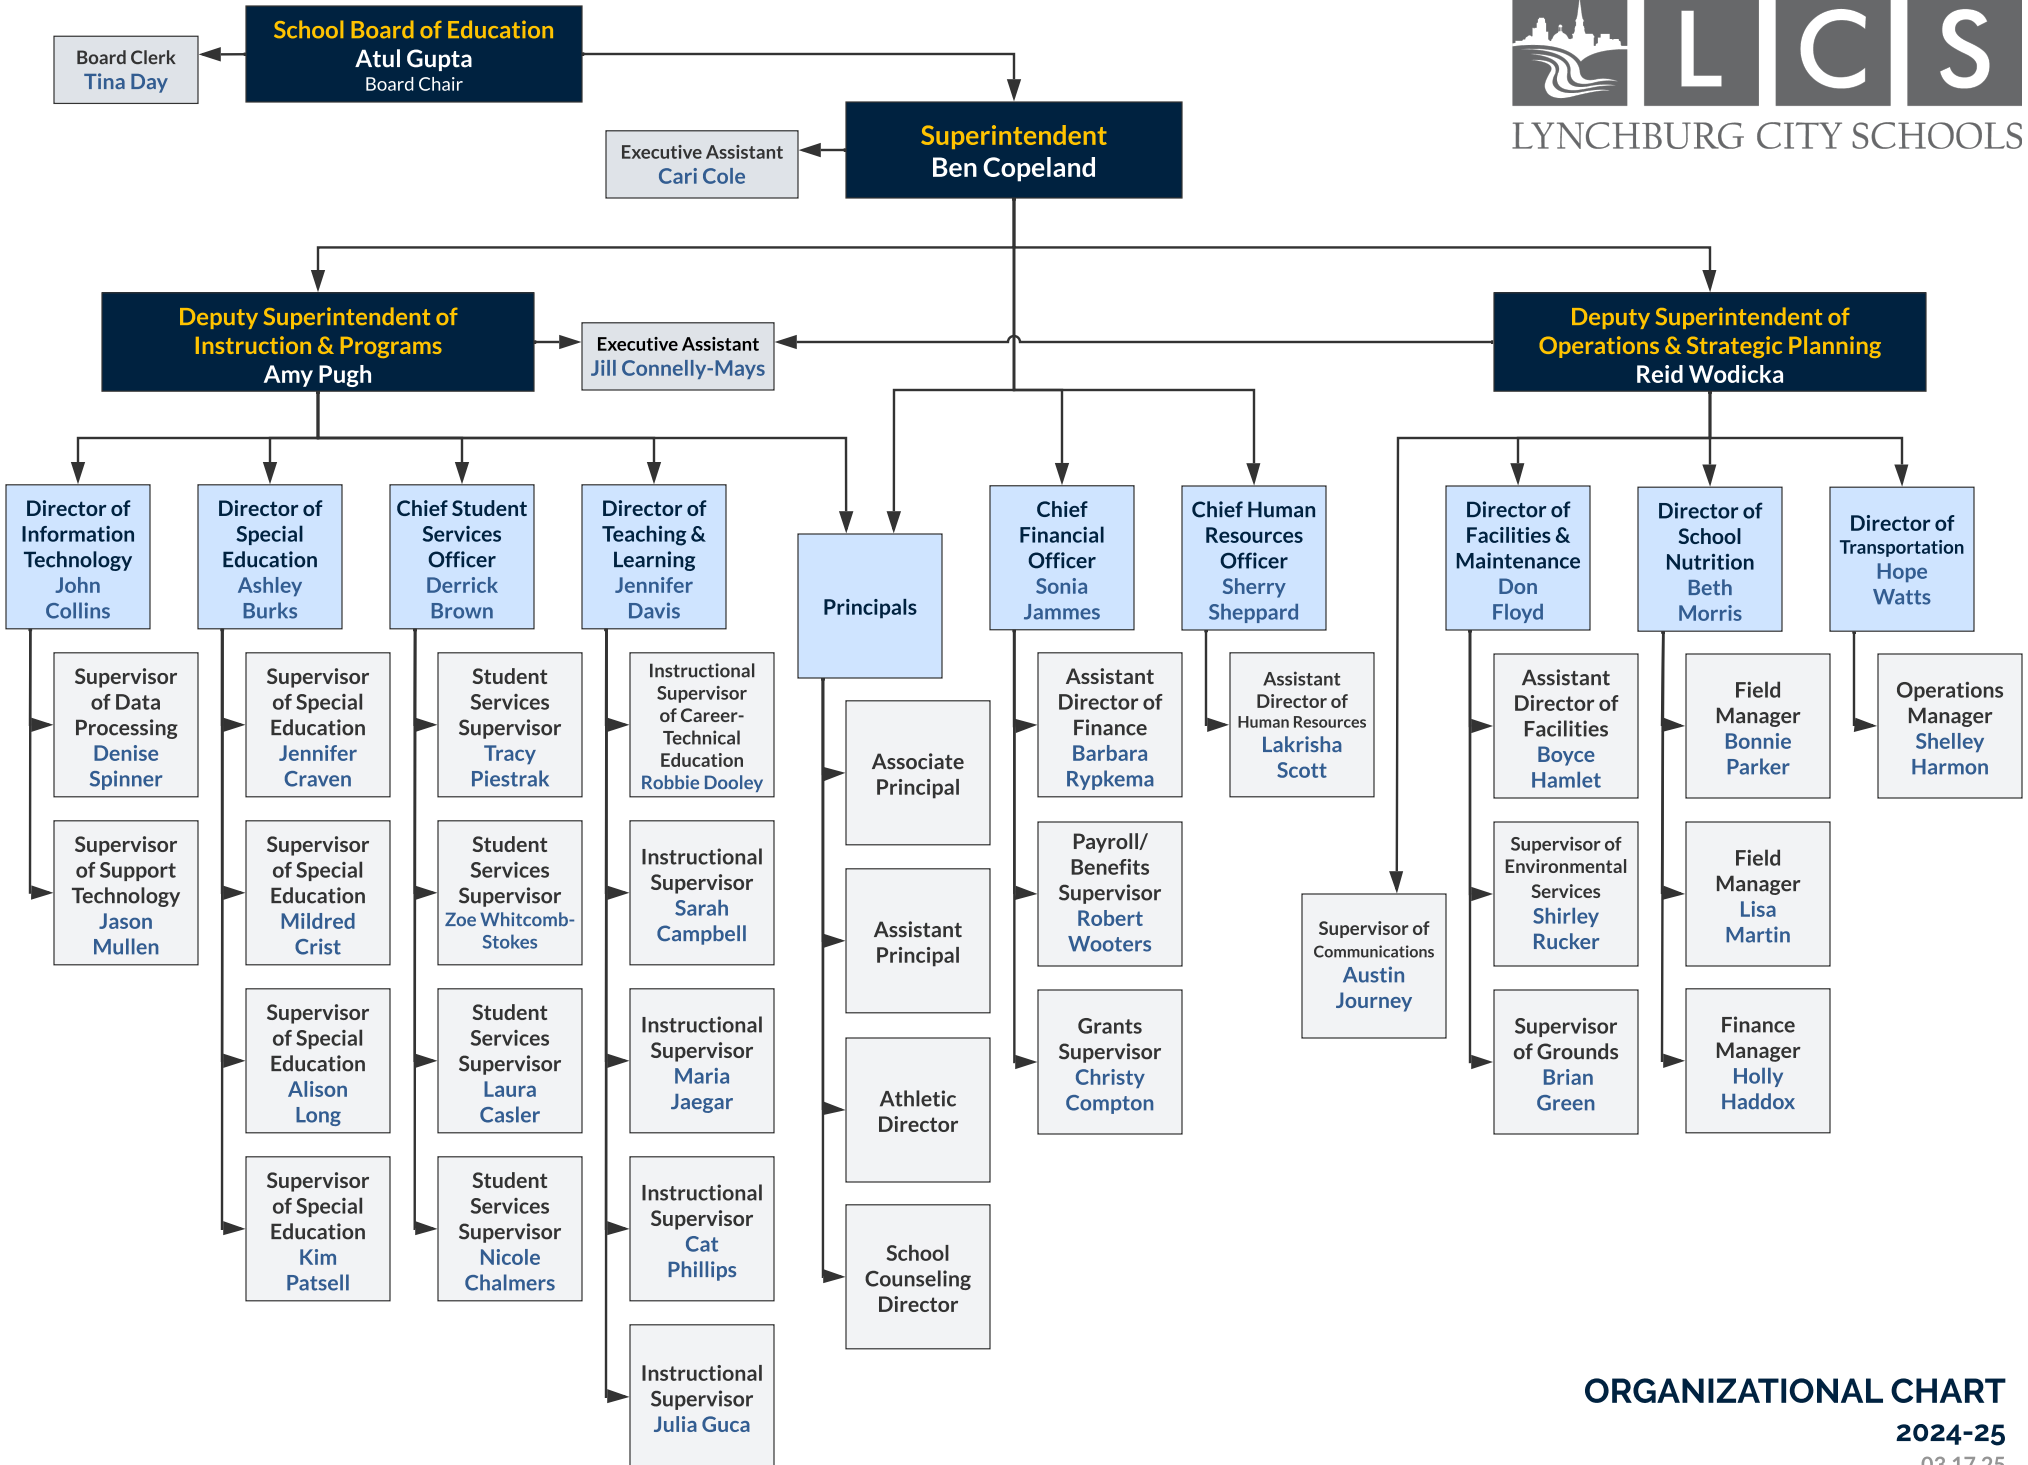 School Board of Education
Atul Gupta
Board Chair
Board Clerk
Tina Day
L C S
LYNCHBURG CITY SCHOOLS
Superintendent
Ben Copeland
Executive Assistant
Cari Cole
Deputy Superintendent of
Instruction & Programs
Amy Pugh
Executive Assistant
Jill Connelly-Mays
Deputy Superintendent of
Operations & Strategic Planning
Reid Wodicka
Director of
Information
Technology
John
Collins
Supervisor
of Data
Processing
Denise
Spinner
Supervisor
of Support
Technology
Jason
Mullen
Director of
Special
Education
Ashley
Burks
Supervisor
of Special
Education
Jennifer
Craven
Supervisor
of Special
Education
Mildred
Crist
Supervisor
of Special
Education
Alison
Long
Supervisor
of Special
Education
Kim
Patsell
Chief Student
Services
Officer
Derrick
Brown
Student
Services
Supervisor
Tracy
Piestrak
Student
Services
Supervisor
Zoe Whitcomb-
Stokes
Student
Services
Supervisor
Laura
Casler
Student
Services
Supervisor
Nicole
Chalmers
Director of
Teaching &
Learning
Jennifer
Davis
Instructional
Supervisor
of Career-
Technical
Education
Robbie Dooley
Instructional
Supervisor
Sarah
Campbell
Instructional
Supervisor
Maria
Jaegar
Instructional
Supervisor
Cat
Phillips
Instructional
Supervisor
Julia Guca
Principals
Associate
Principal
Assistant
Principal
Athletic
Director
School
Counseling
Director
Chief
Financial
Officer
Sonia
Jammes
Assistant
Director of
Finance
Barbara
Rypkema
Payroll/
Benefits
Supervisor
Robert
Wooters
Grants
Supervisor
Christy
Compton
Chief Human
Resources
Officer
Sherry
Sheppard
Assistant
Director of
Human Resources
Lakrisha
Scott
Supervisor of
Communications
Austin
Journey
Director of
Facilities &
Maintenance
Don
Floyd
Assistant
Director of
Facilities
Boyce
Hamlet
Supervisor of
Environmental
Services
Shirley
Rucker
Supervisor
of Grounds
Brian
Green
Director of
School
Nutrition
Beth
Morris
Field
Manager
Bonnie
Parker
Field
Manager
Lisa
Martin
Finance
Manager
Holly
Haddox
Director of
Transportation
Hope
Watts
Operations
Manager
Shelley
Harmon
ORGANIZATIONAL CHART
2024-25
03.17.25